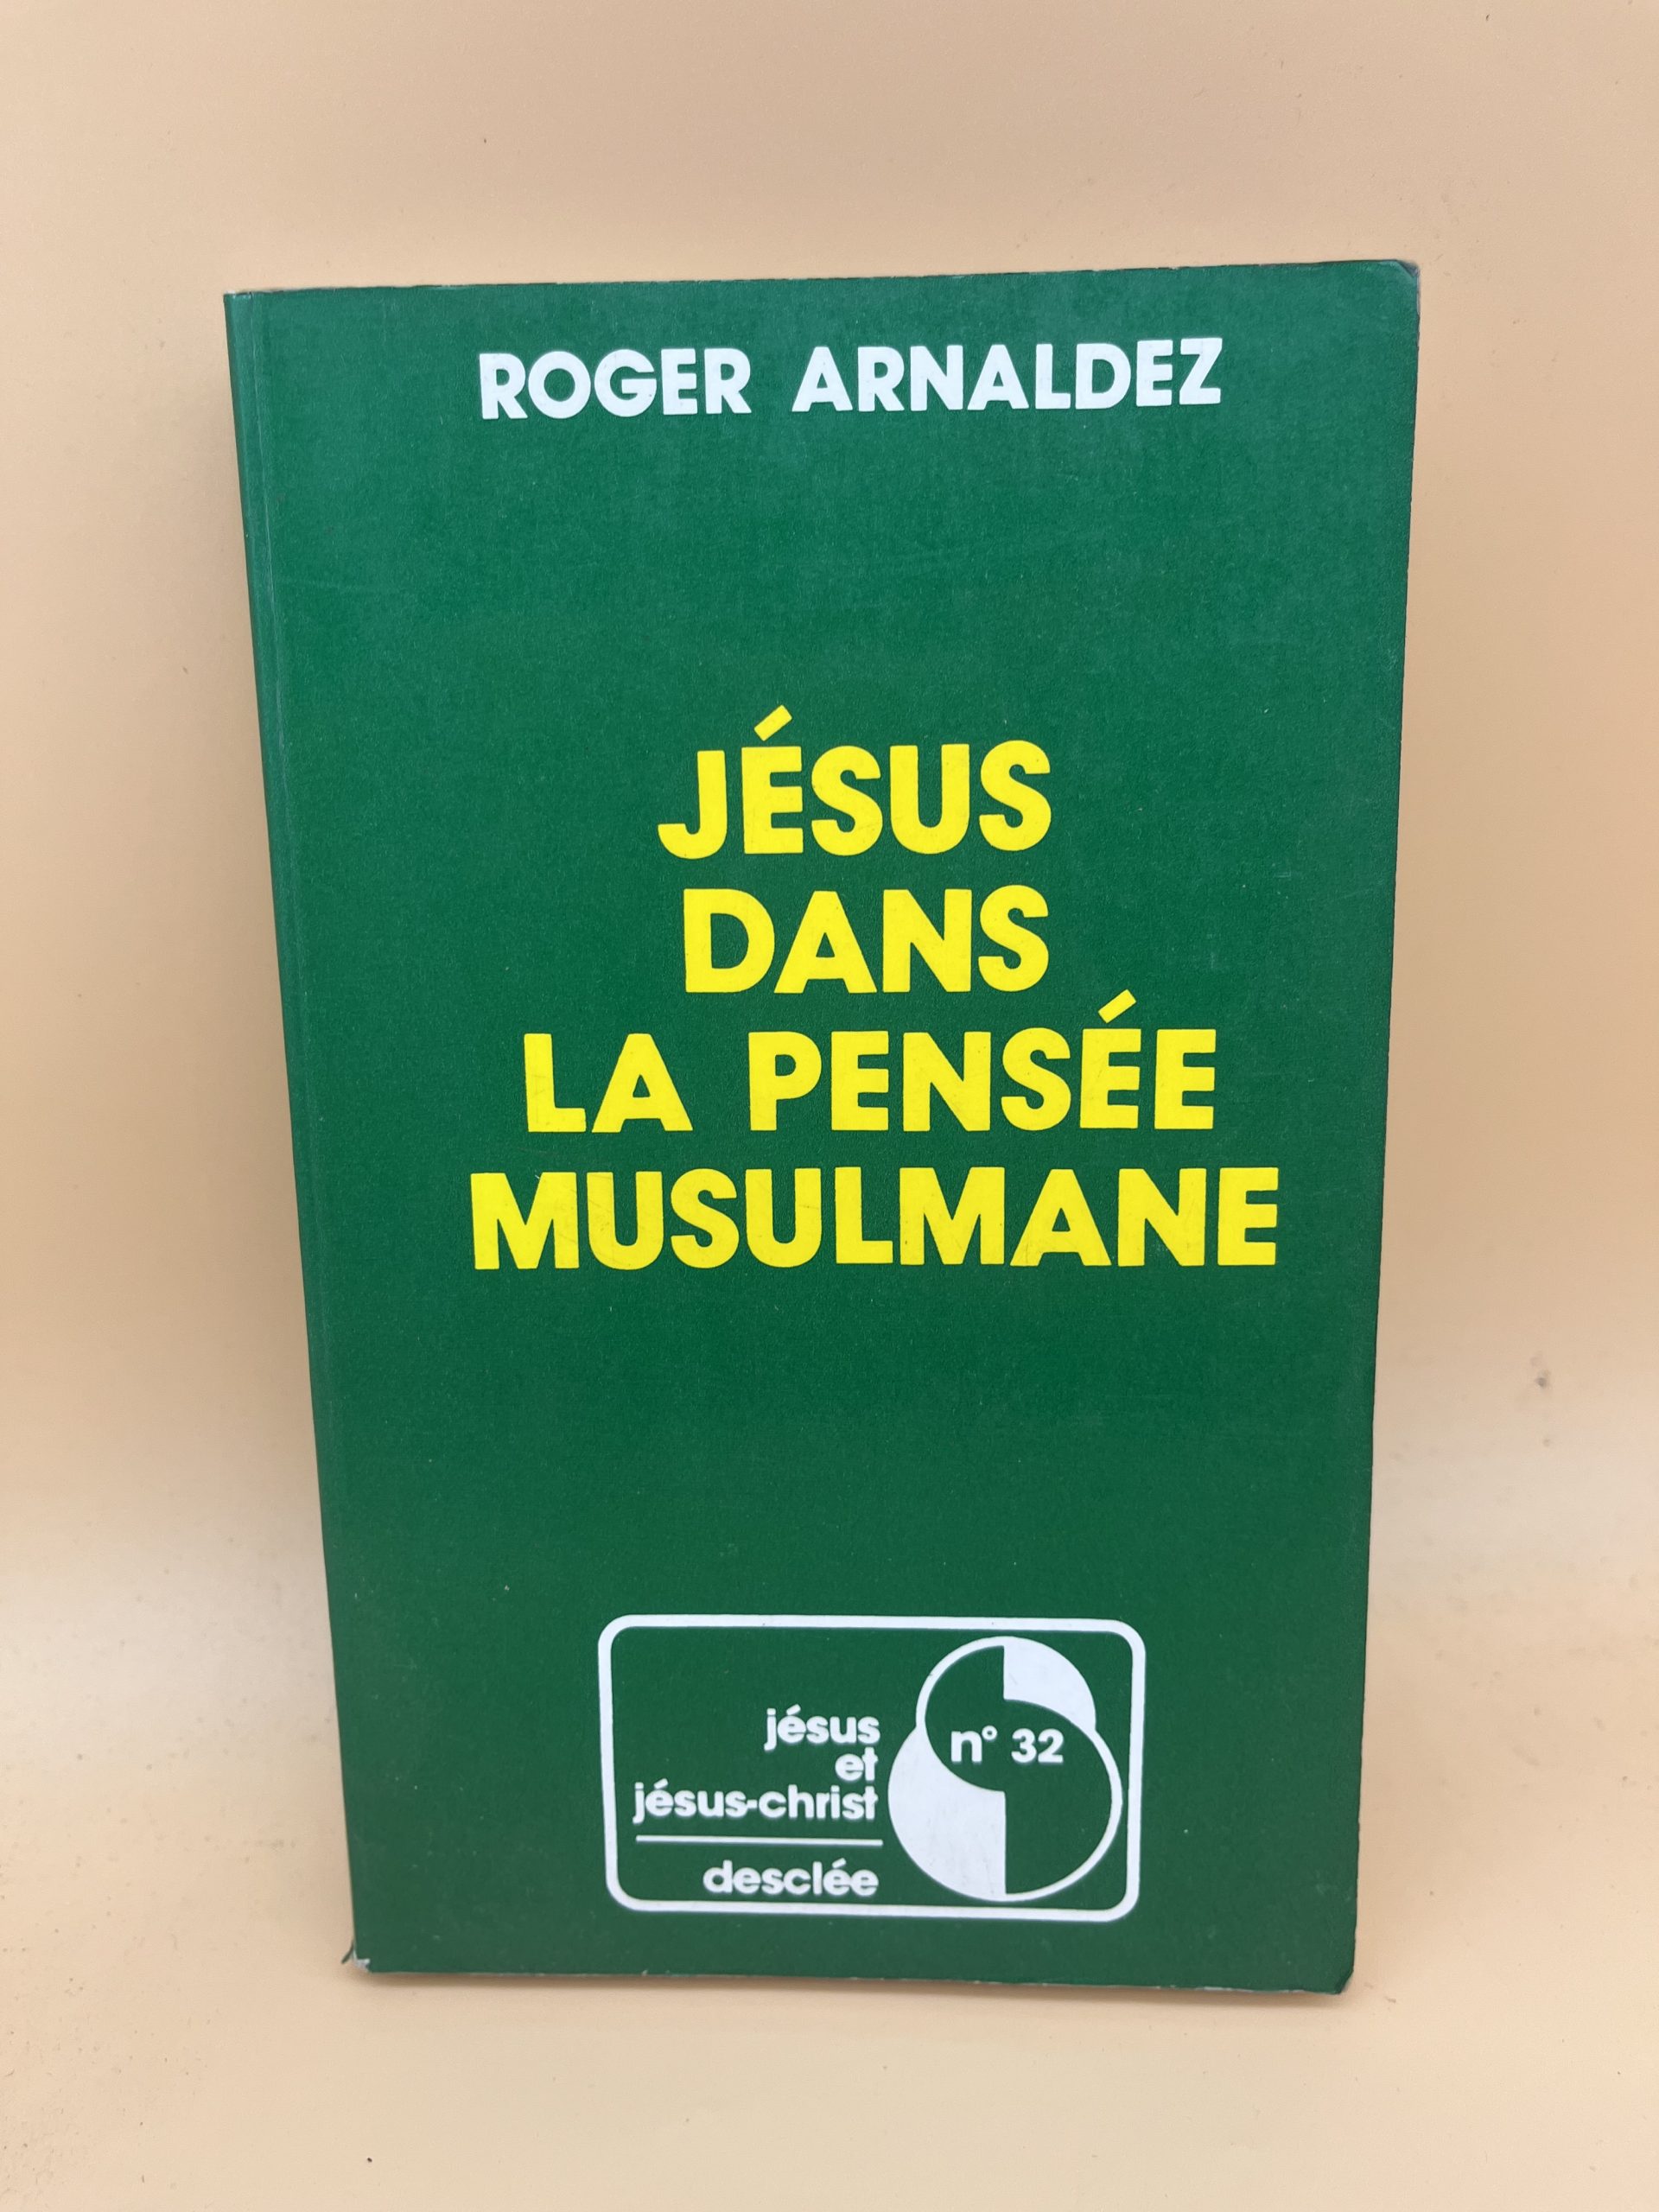 ROGER ARNALDEZ
JÉSUS
DANS
LA PENSÉE
MUSULMANE
jésus
et
jésus-christ
desclée
n° 32